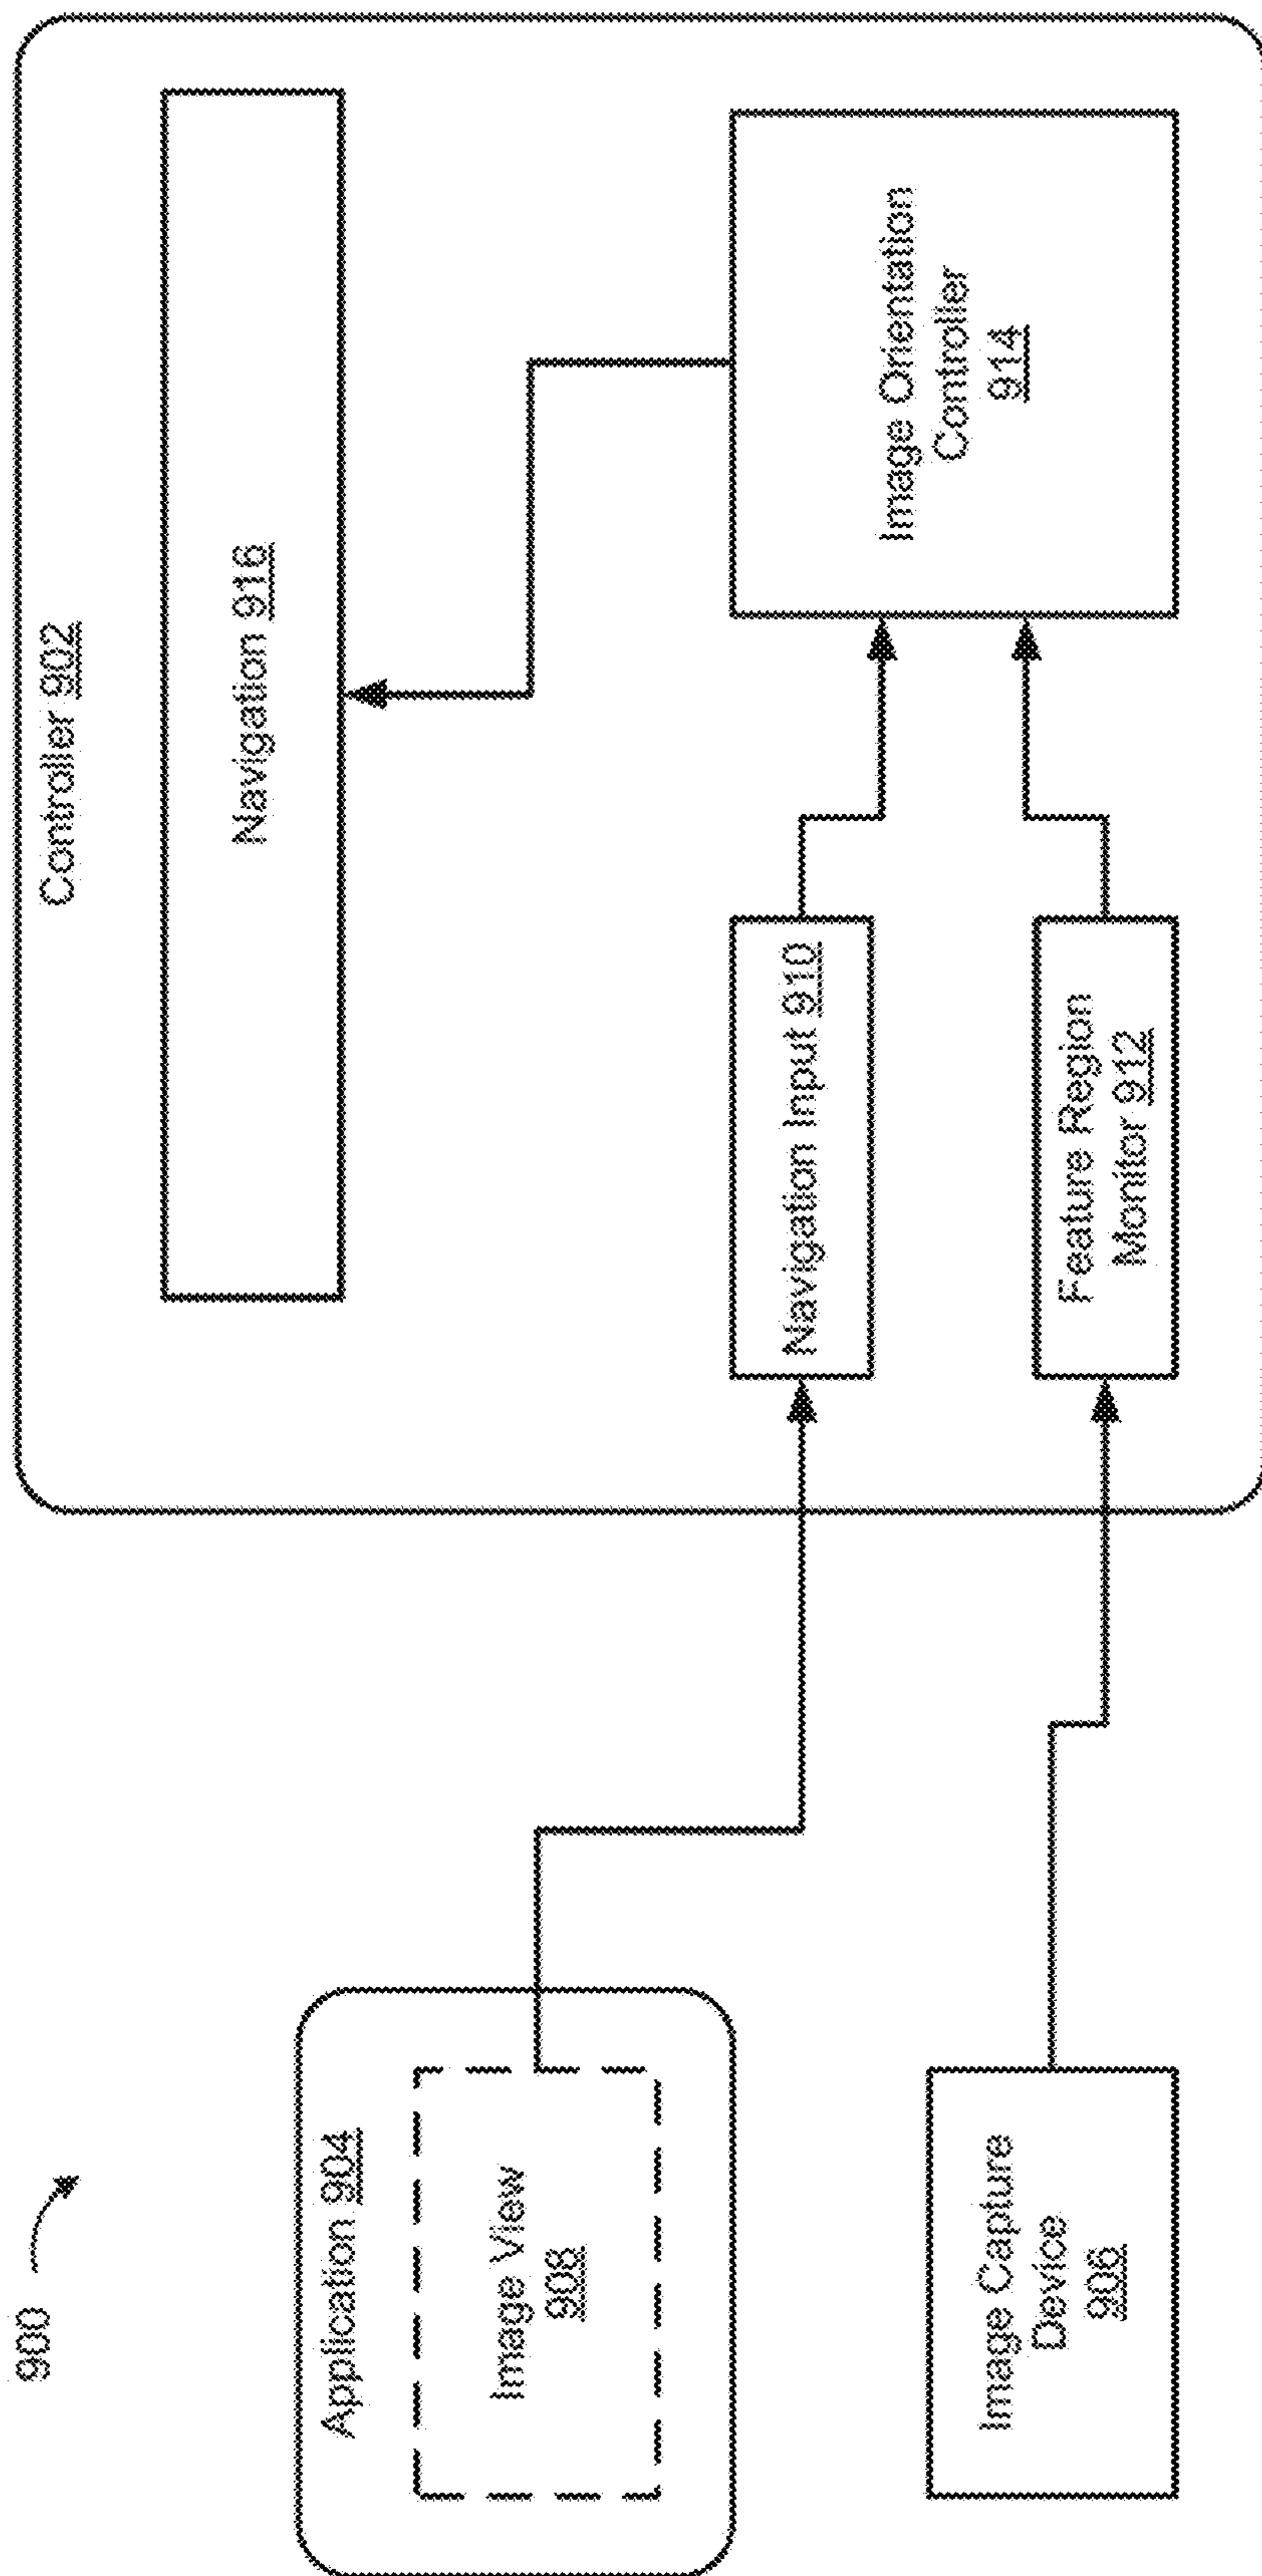 900
Application 904
Image View
908
Image Capture
Device
906
Controller 902
Navigation 916
Navigation Input 910
Feature Region
Monitor 912
Image Orientation
Controller
914